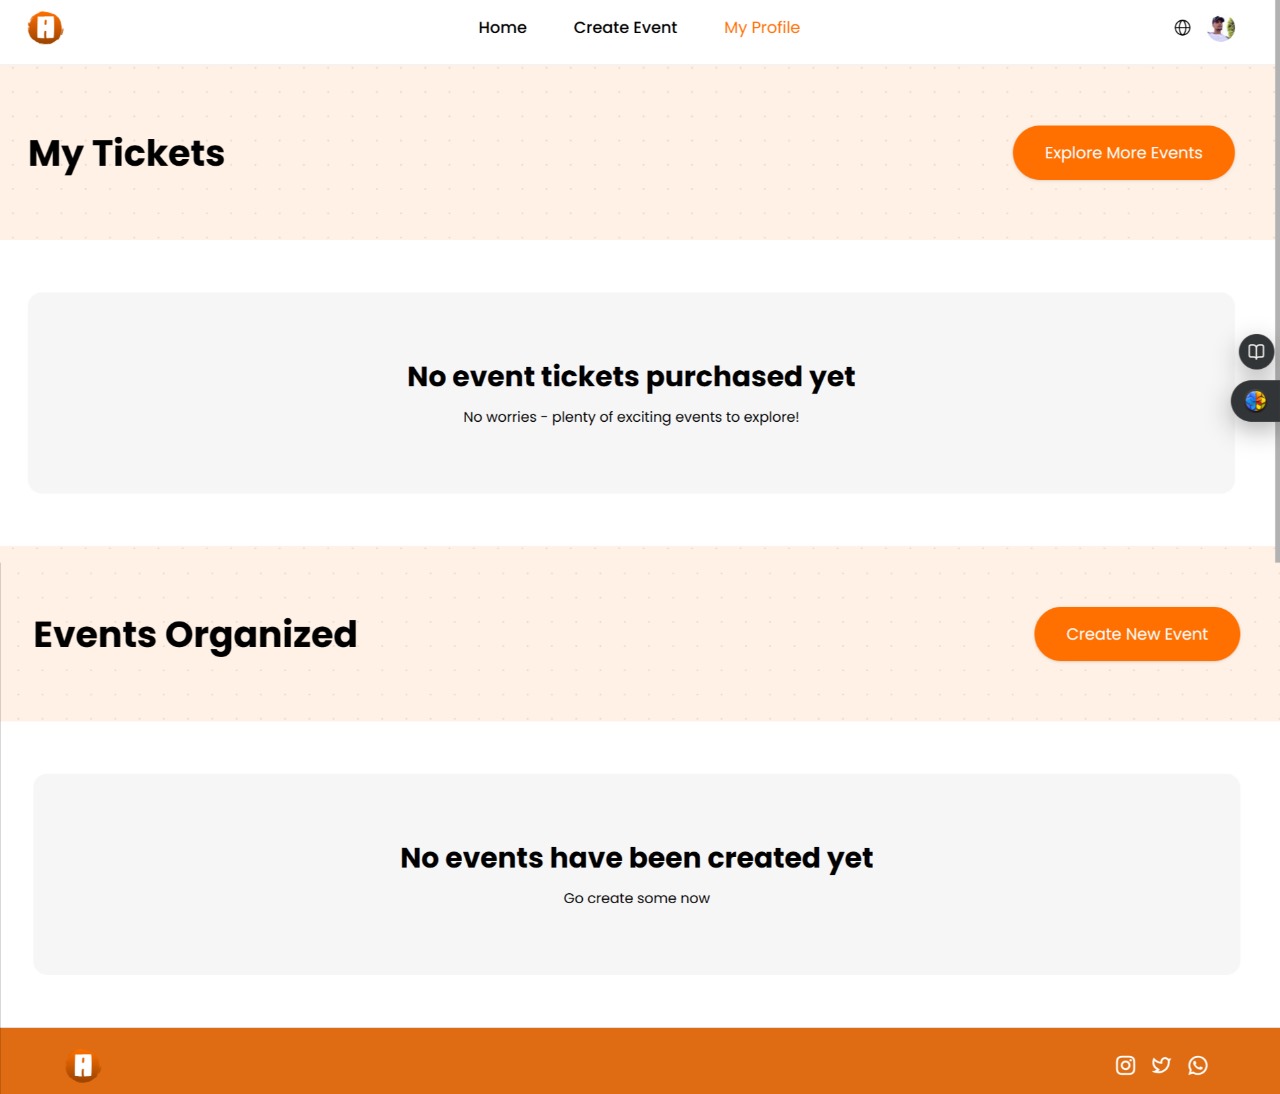 Home
Create Event
My Profile
My Tickets
Explore More Events
No event tickets purchased yet
No worries - plenty of exciting events to explore!
Events Organized
Create New Event
No events have been created yet
Go create some now